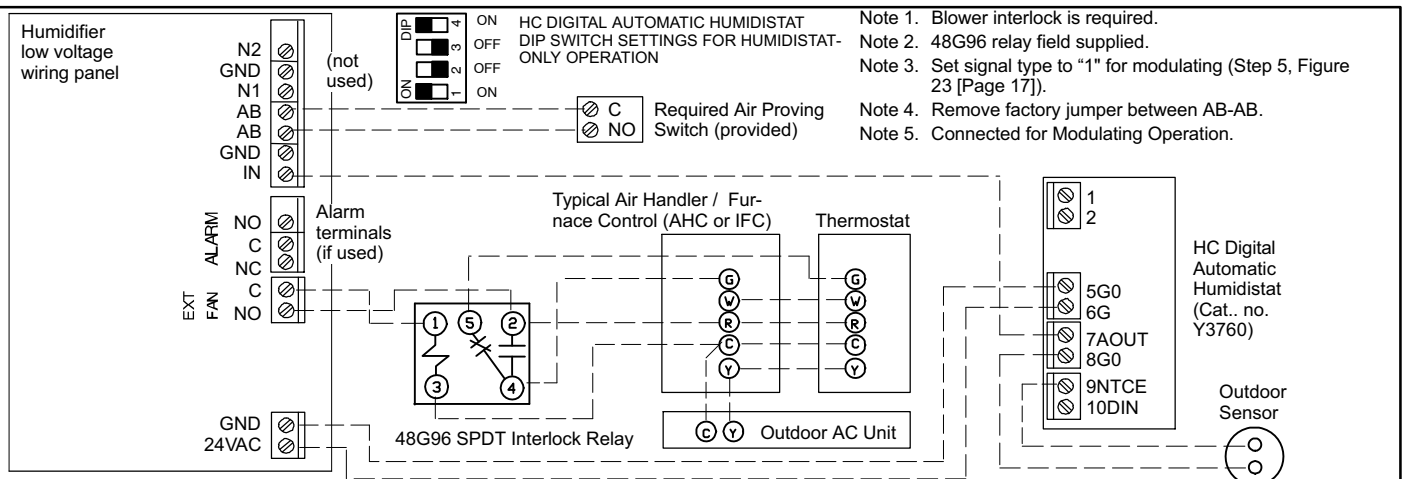 Humidifier
low voltage
wiring panel
N2
GND
N1
AB
AB
GND
IN
(not
used)
ALARM
NO
C
NC
Alarm
terminals
(if used)
EXT
FAN
C
NO
GND
24VAC
DIP
ON
4
3
2
1
ON
OFF
OFF
ON
HC DIGITAL AUTOMATIC HUMIDISTAT
DIP SWITCH SETTINGS FOR HUMIDISTAT-
ONLY OPERATION
C
NO
Required Air Proving
Switch (provided)
Note 1. Blower interlock is required.
Note 2. 48G96 relay field supplied.
Note 3. Set signal type to “1" for modulating (Step 5, Figure
23 [Page 17]).
Note 4. Remove factory jumper between AB-AB.
Note 5. Connected for Modulating Operation.
Typical Air Handler / Fur-
nace Control (AHC or IFC)
G
W
R
C
Y
Thermostat
G
W
R
C
Y
1
5
2
3
4
48G96 SPDT Interlock Relay
C Y Outdoor AC Unit
1
2
5G0
6G
7AOUT
8G0
9NTCE
10DIN
HC Digital
Automatic
Humidistat
(Cat.. no.
Y3760)
Outdoor
Sensor